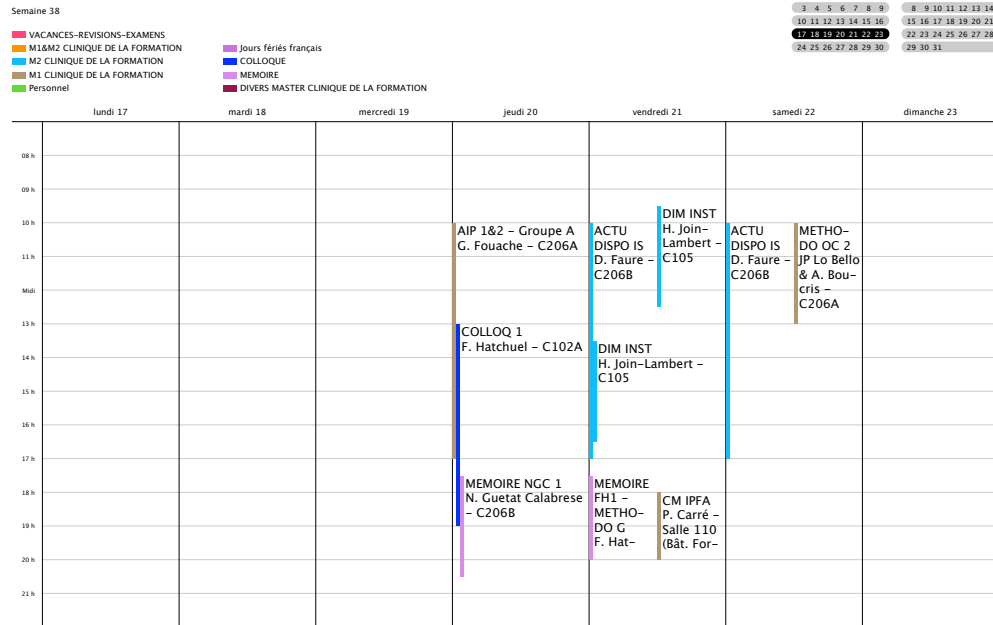 Semaine 38
3 4 5 6 7 8 9
10 11 12 13 14 15 16
17 18 19 20 21 22 23
24 25 26 27 28 29 30
8 9 10 11 12 13 14
15 16 17 18 19 20 21
22 23 24 25 26 27 28
29 30 31
VACANCES-REVISIONS-EXAMENS
M1&M2 CLINIQUE DE LA FORMATION
M2 CLINIQUE DE LA FORMATION
M1 CLINIQUE DE LA FORMATION
Personnel
Jours fériés français
COLLOQUE
MEMOIRE
DIVERS MASTER CLINIQUE DE LA FORMATION
lundi 17
mardi 18
mercredi 19
jeudi 20
vendredi 21
samedi 22
dimanche 23
08 h
09 h
10 h
11 h
Midi
13 h
14 h
15 h
16 h
17 h
18 h
19 h
20 h
21 h
AIP 1&2 – Groupe A
G. Fouache – C206A
COLLOQ 1
F. Hatchuel – C102A
MEMOIRE NGC 1
N. Guetat Calabrese
– C206B
ACTU
DISPO IS
D. Faure –
C206B
DIM INST
H. Join-
Lambert –
C105
DIM INST
H. Join-Lambert –
C105
MEMOIRE
FH1 –
METHO-
DO G
F. Hat-
CM IPFA
P. Carré –
Salle 110
(Bât. For-
ACTU
DISPO IS
D. Faure –
C206B
METHO-
DO OC 2
JP Lo Bello
& A. Bou-
cris –
C206A